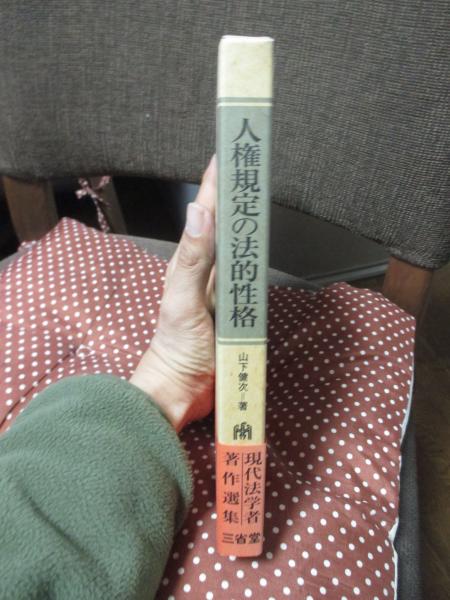 人権規定の法的性格
山下健次＝著
現代法学者
著作選集
三省堂